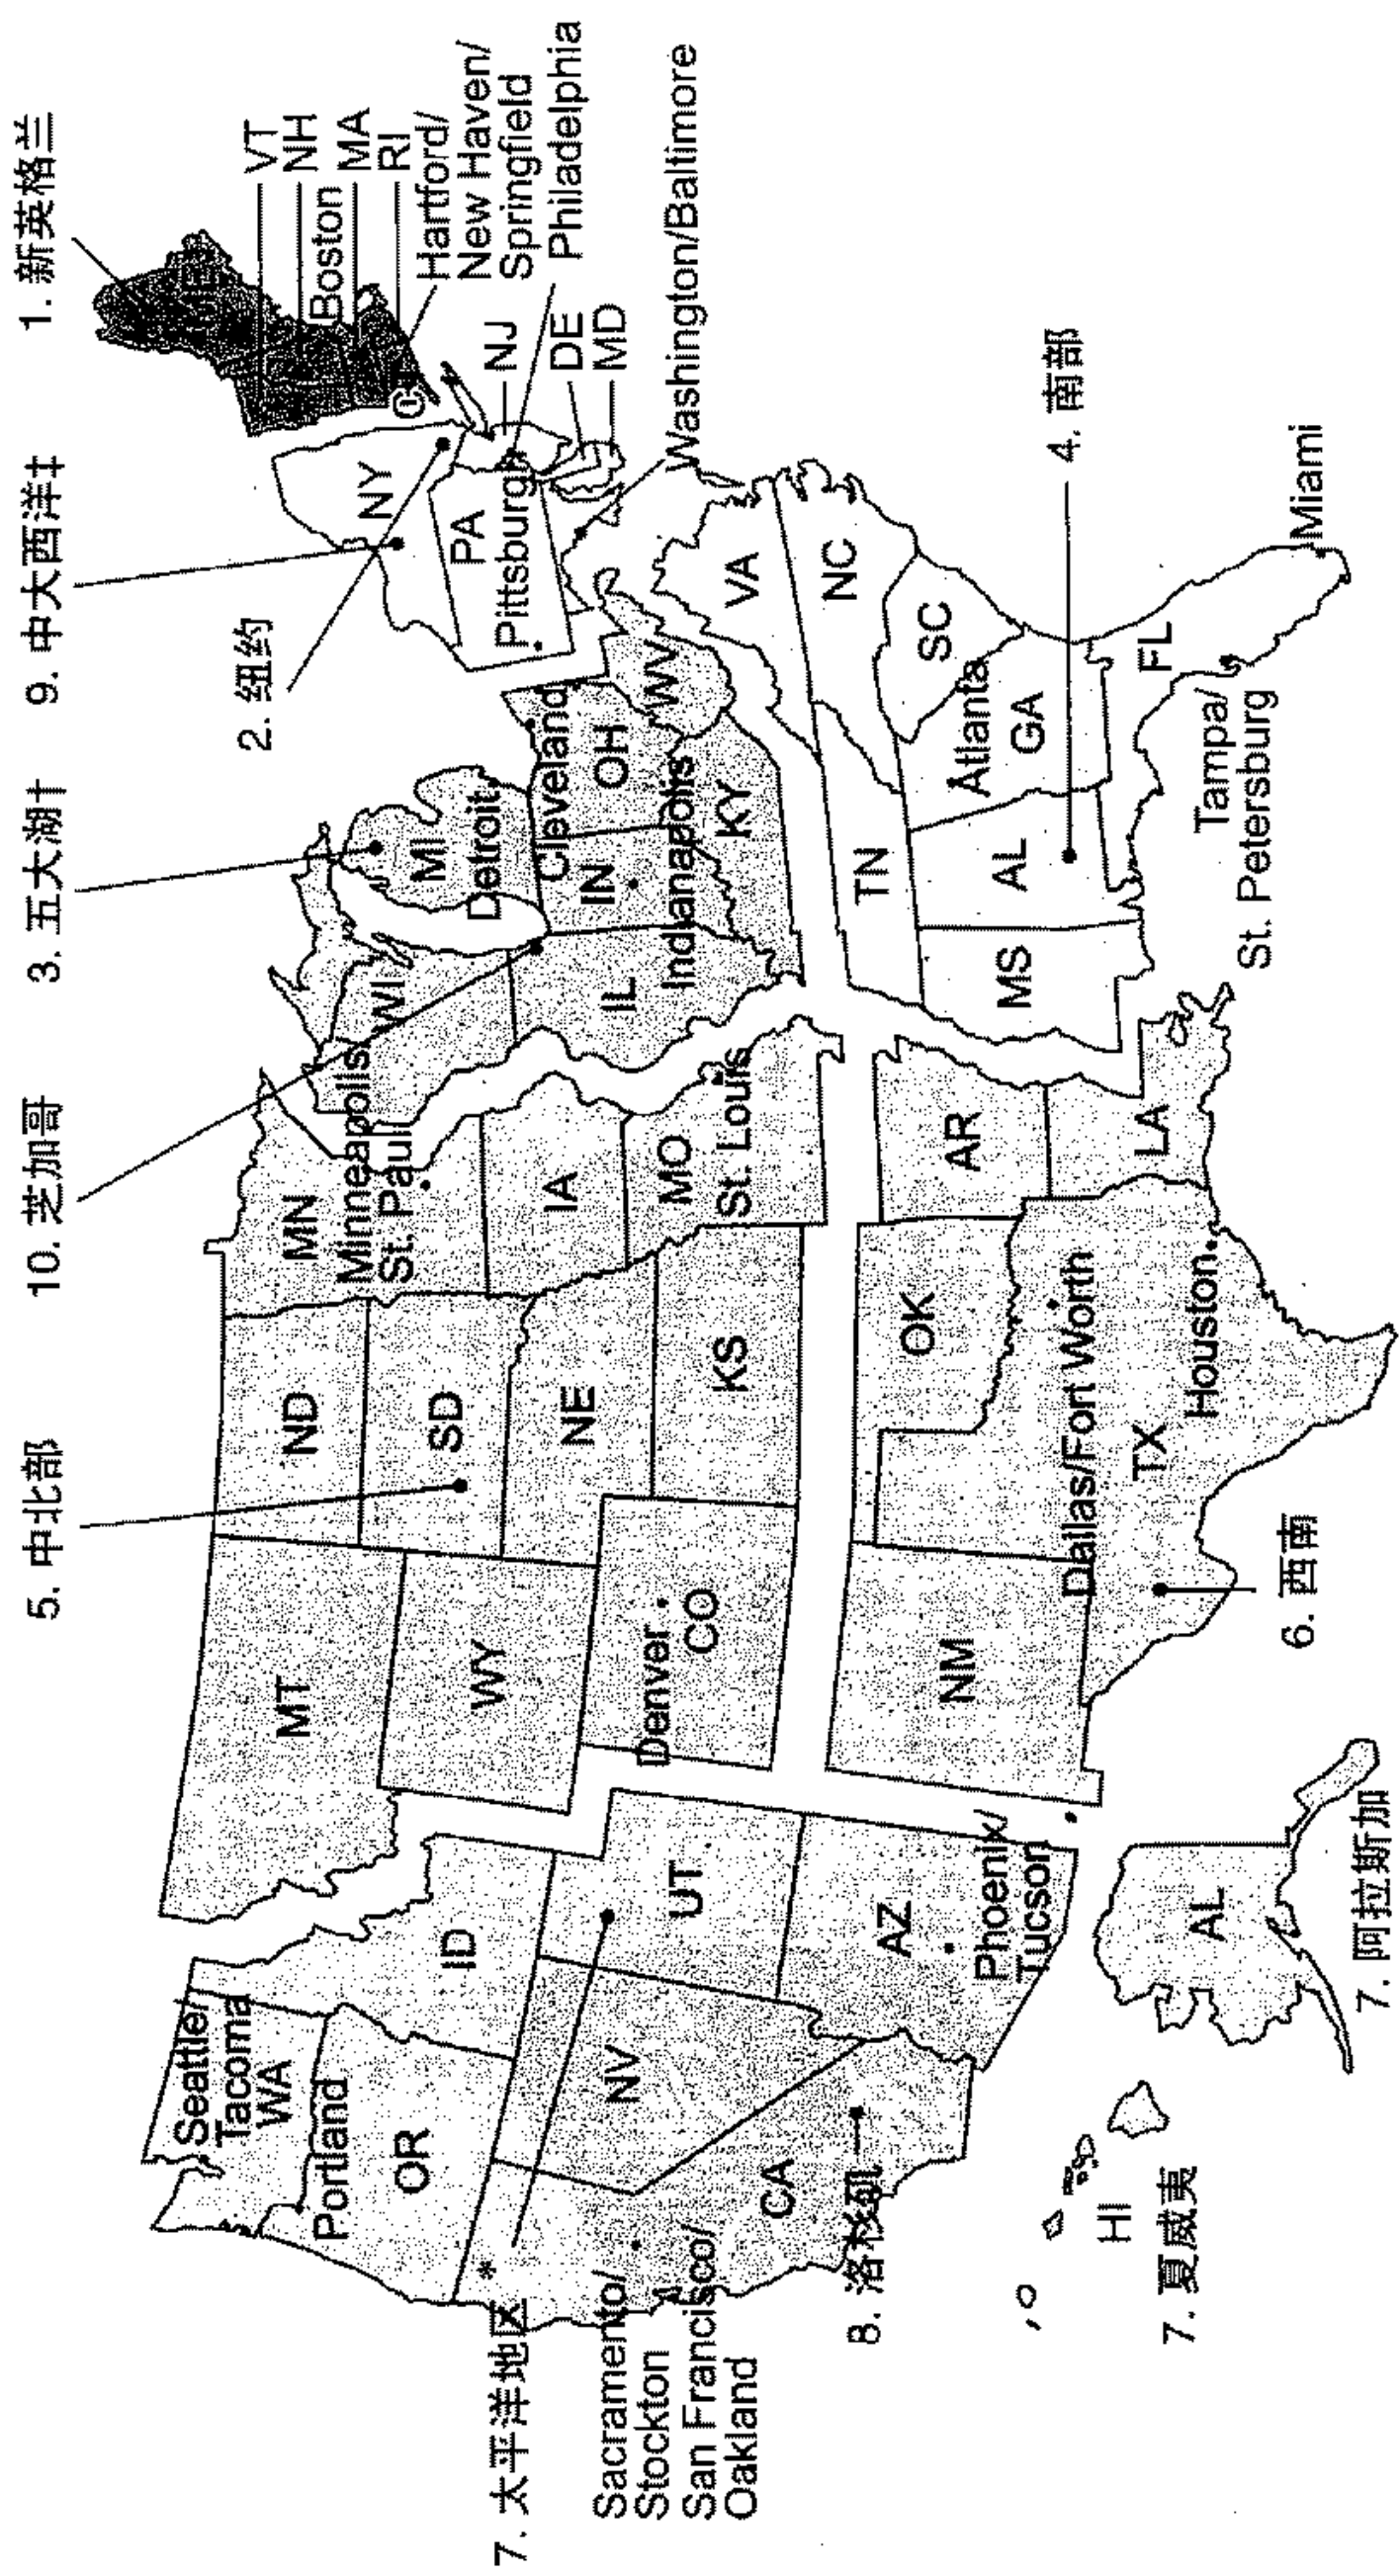 1. 新英格兰
VT
NH
Boston
MA
RI
Hartford/
New Haven/
Springfield
Philadelphia
NJ
DE
MD
Washington/Baltimore
9. 中大西洋‡
NY
2. 纽约
PA
Pittsburgh
3. 五大湖†
MI
Detroit
Cleveland
OH
WV
IN
Indianapolis
KY
WI
IL
10. 芝加哥
VA
NC
SC
TN
Atlanta
GA
AL
MS
FL
4. 南部
Miami
Tampa/
St. Petersburg
5. 中北部
MN
Minneapolis/
St. Paul
IA
MO
St. Louis
ND
SD
NE
KS
MT
WY
Denver
CO
AR
LA
OK
Dallas/Fort Worth
TX
Houston
NM
6. 西南
ID
UT
AZ
Phoenix/
Tucson
NV
Seattle/
Tacoma
WA
Portland
OR
CA
7. 太平洋地区*
Sacramento/
Stockton
San Francisco/
Oakland
8. 洛杉矶
HI
7. 夏威夷
AL
7. 阿拉斯加